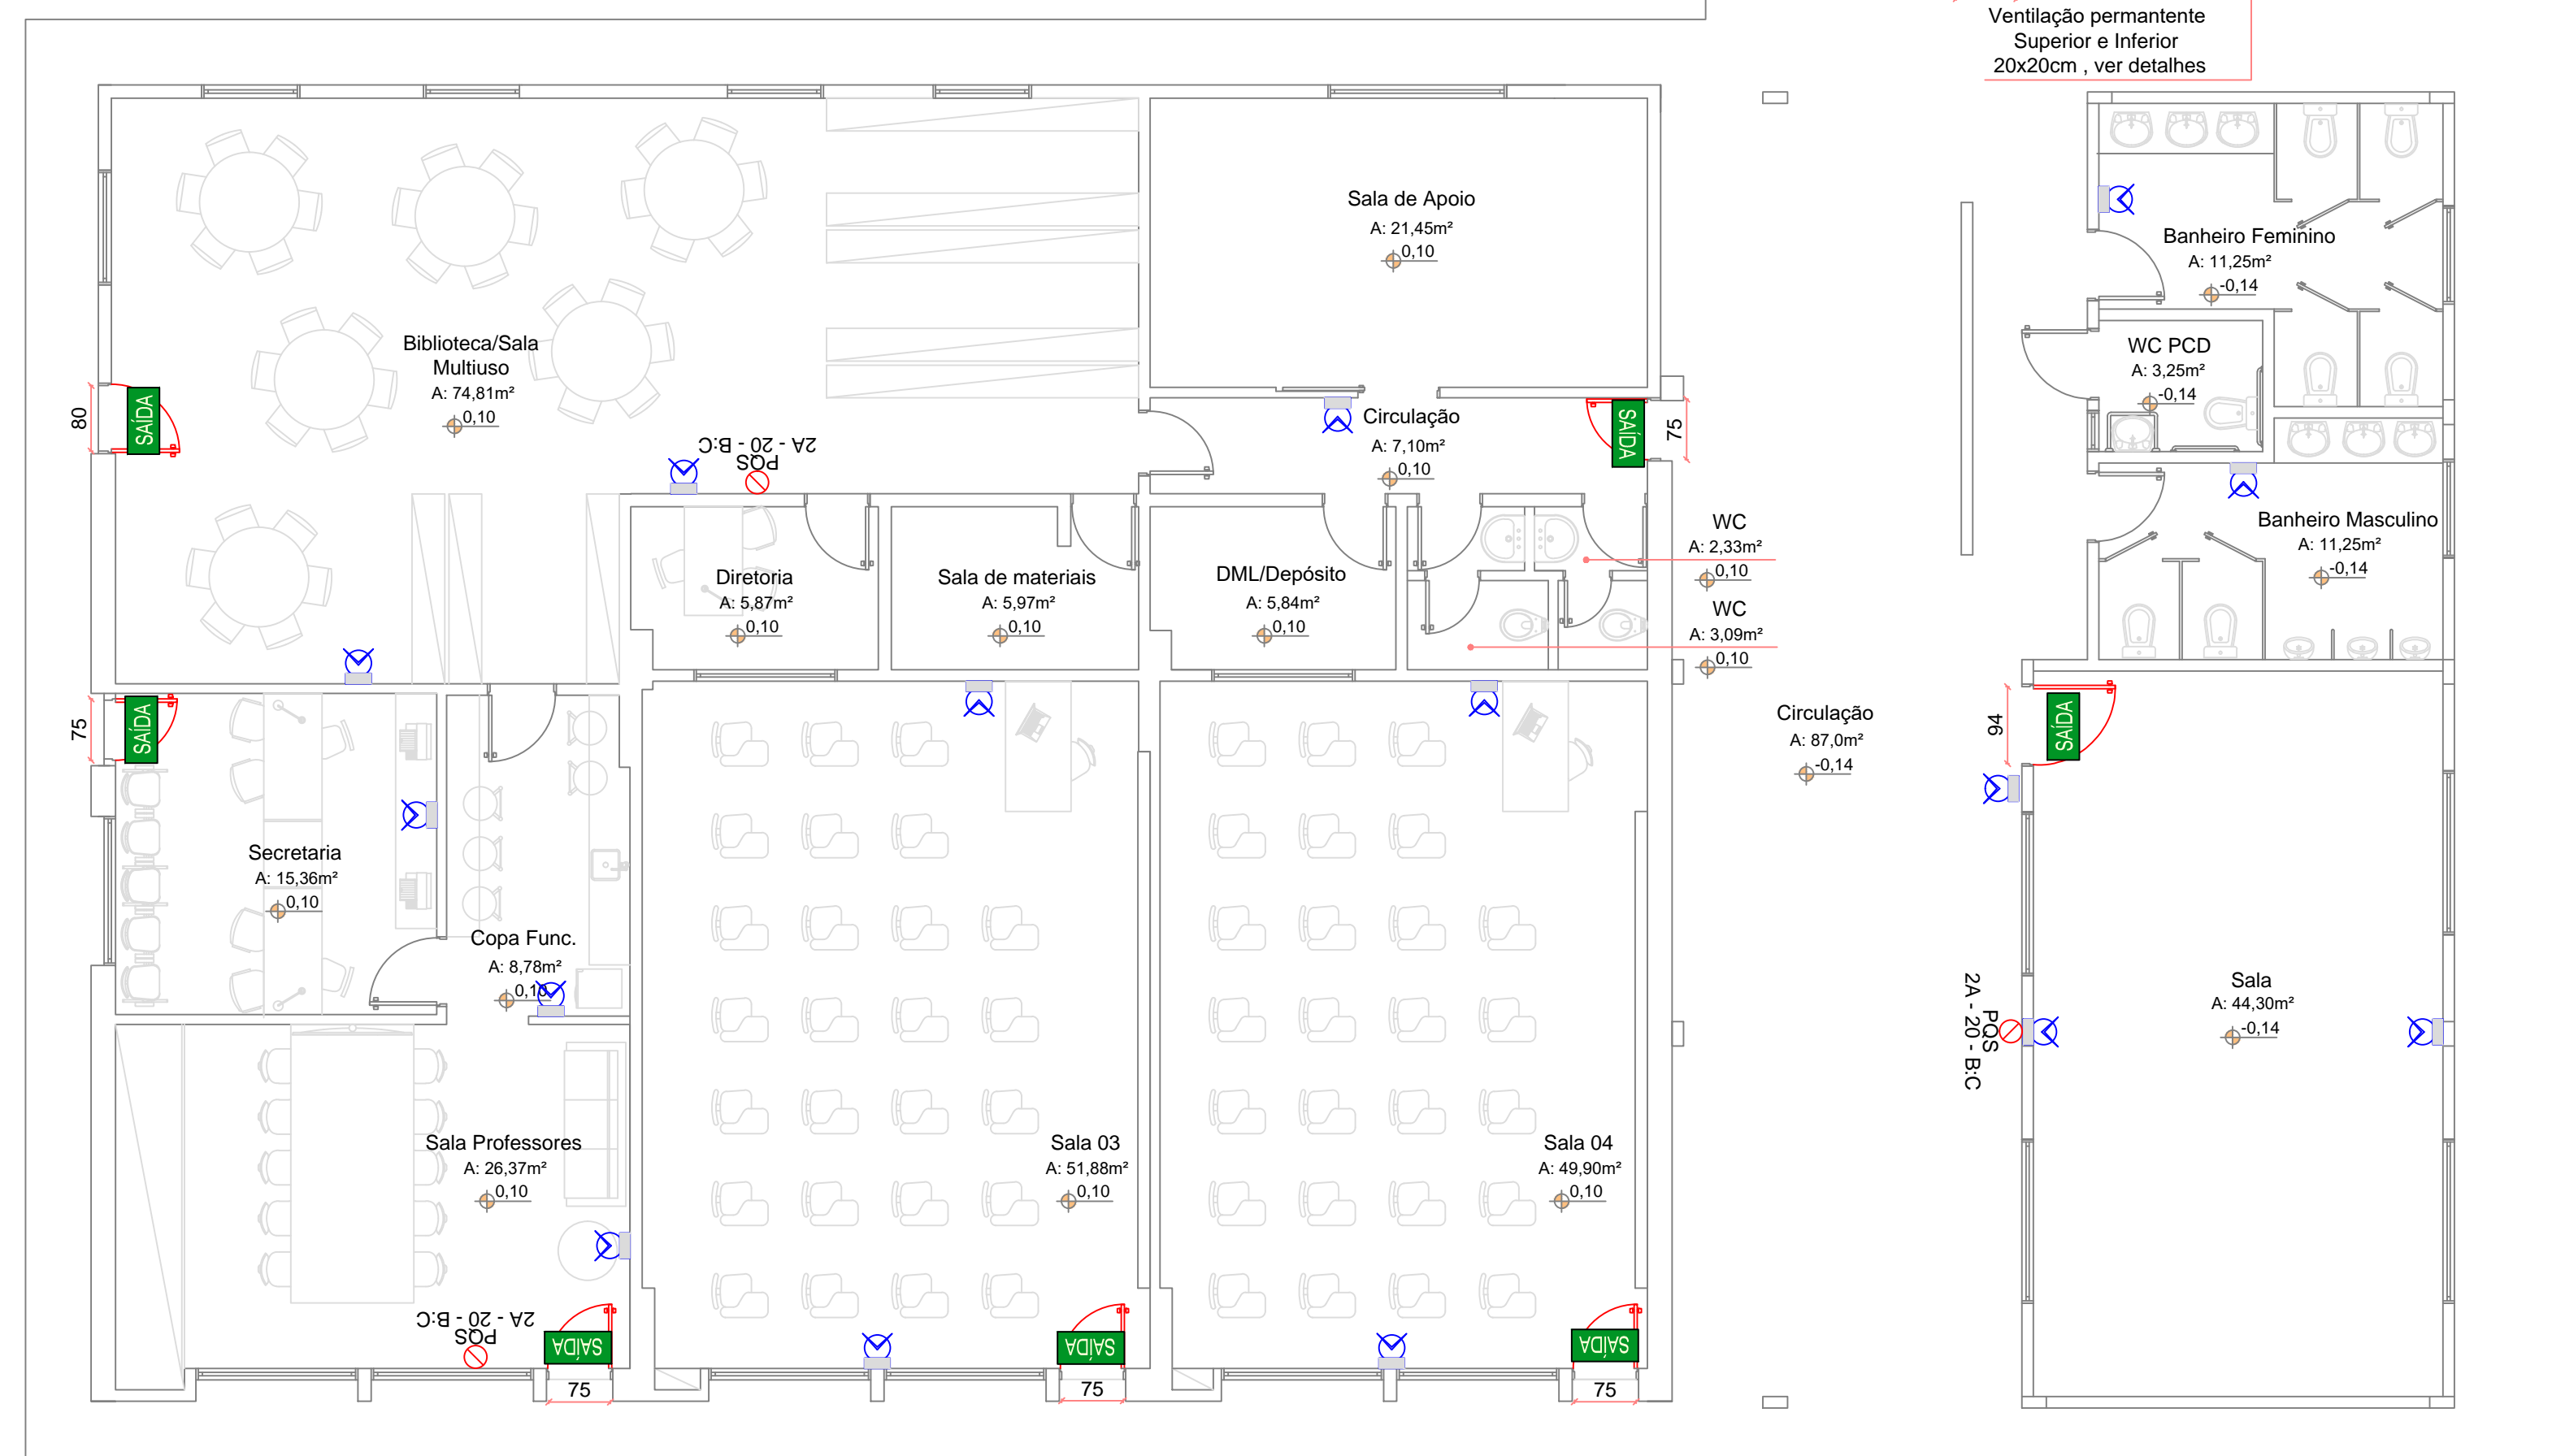 Ventilação permantente
Superior e Inferior
20x20cm , ver detalhes
Sala de Apoio
A: 21,45m²
0,10
Banheiro Feminino
A: 11,25m²
-0,14
Biblioteca/Sala
Multiuso
A: 74,81m²
0,10
WC PCD
A: 3,25m²
-0,14
80
SAÍDA
2A - 20 - B:C
PQS
Circulação
A: 7,10m²
0,10
SAÍDA
75
Banheiro Masculino
A: 11,25m²
-0,14
WC
A: 2,33m²
0,10
WC
A: 3,09m²
0,10
Diretoria
A: 5,87m²
0,10
Sala de materiais
A: 5,97m²
0,10
DML/Depósito
A: 5,84m²
0,10
75
SAÍDA
Circulação
A: 87,0m²
-0,14
94
SAÍDA
Secretaria
A: 15,36m²
0,10
Copa Func.
A: 8,78m²
0,10
Sala
A: 44,30m²
-0,14
PQS
2A - 20 - B:C
Sala Professores
A: 26,37m²
0,10
Sala 03
A: 51,88m²
0,10
Sala 04
A: 49,90m²
0,10
2A - 20 - B:C
PQS
SAÍDA
SAÍDA
SAÍDA
75
75
75